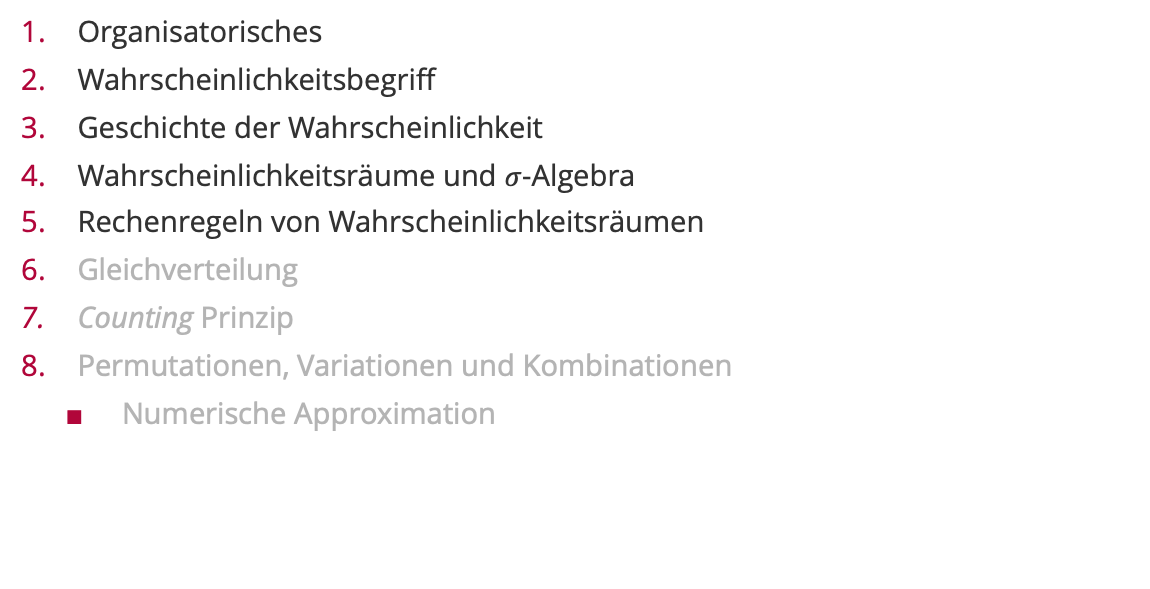 1. Organisatorisches
2. Wahrscheinlichkeitsbegriff
3. Geschichte der Wahrscheinlichkeit
4. Wahrscheinlichkeitsräume und σ-Algebra
5. Rechenregeln von Wahrscheinlichkeitsräumen
6. Gleichverteilung
7. Counting Prinzip
8. Permutationen, Variationen und Kombinationen
■ Numerische Approximation